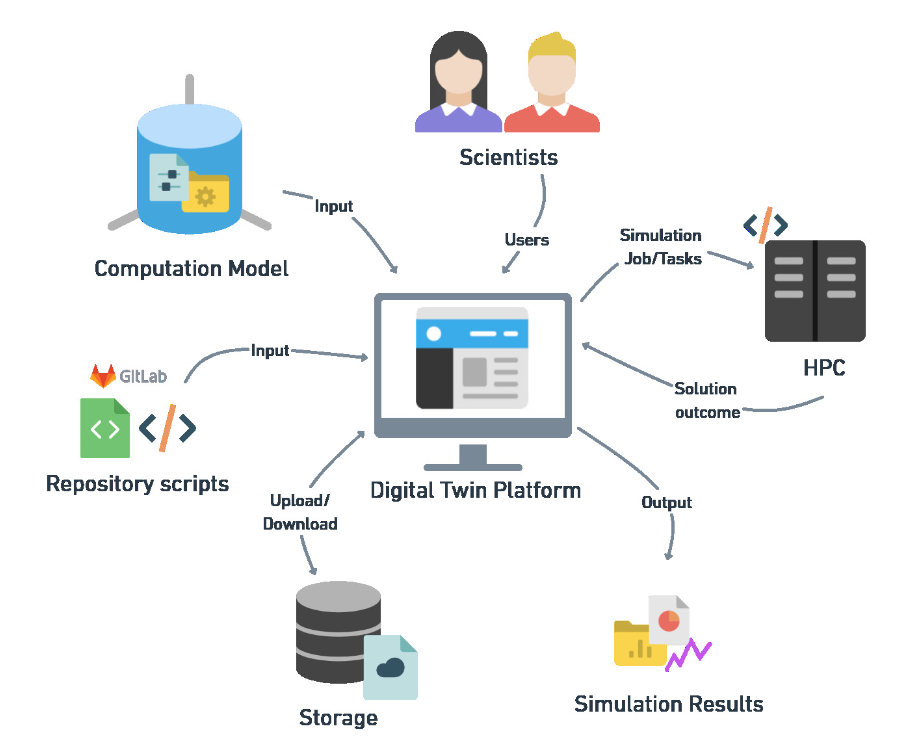 Scientists
Input
Users
Simulation
Job/Tasks
Computation Model
Input
GitLab
HPC
Solution
outcome
Repository scripts
Digital Twin Platform
Upload/
Download
Output
Simulation Results
Storage